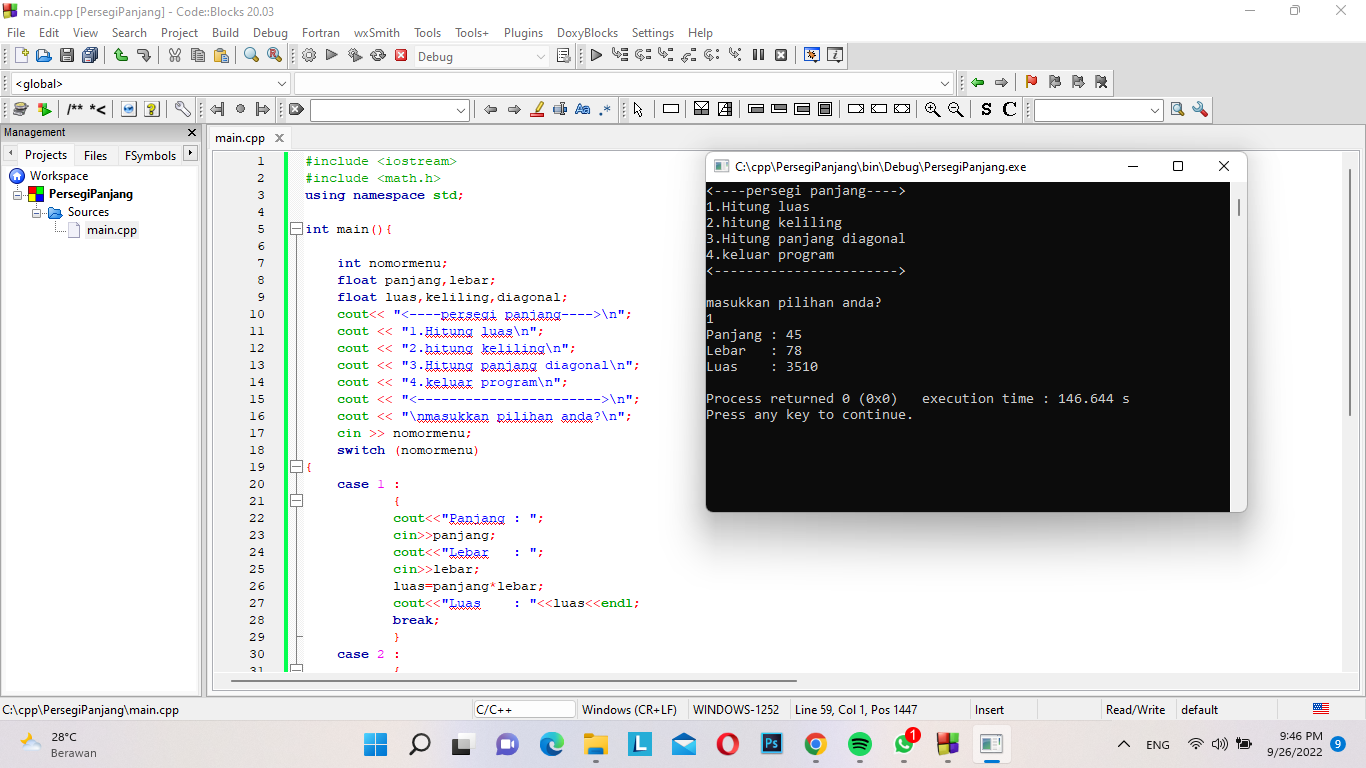 main.cpp [PersegiPanjang] - Code::Blocks 20.03
File Edit View Search Project Build Debug Fortran wxSmith Tools Tools+ Plugins DoxyBlocks Settings Help
Debug
<global>
/** *<
S C
Management
Projects Files FSymbols
main.cpp
Workspace
PersegiPanjang
Sources
main.cpp
1 #include <iostream>
2 #include <math.h>
3 using namespace std;
4
5 int main(){
6
7 int nomormenu;
8 float panjang,lebar;
9 float luas,keliling,diagonal;
10 cout<< "<----persegi panjang---->\n";
11 cout << "1.Hitung luas\n";
12 cout << "2.hitung keliling\n";
13 cout << "3.Hitung panjang diagonal\n";
14 cout << "4.keluar program\n";
15 cout << "<----------------------->\n";
16 cout << "\nmasukkan pilihan anda?\n";
17 cin >> nomormenu;
18 switch (nomormenu)
19 {
20 case 1 :
21 {
22 cout<<"Panjang : ";
23 cin>>panjang;
24 cout<<"Lebar   : ";
25 cin>>lebar;
26 luas=panjang*lebar;
27 cout<<"Luas    : "<<luas<<endl;
28 break;
29 }
30 case 2 :
31 {
C:\cpp\PersegiPanjang\bin\Debug\PersegiPanjang.exe
<----persegi panjang---->
1.Hitung luas
2.hitung keliling
3.Hitung panjang diagonal
4.keluar program
<----------------------->
masukkan pilihan anda?
1
Panjang : 45
Lebar   : 78
Luas    : 3510
Process returned 0 (0x0)   execution time : 146.644 s
Press any key to continue.
C:\cpp\PersegiPanjang\main.cpp C/C++ Windows (CR+LF) WINDOWS-1252 Line 59, Col 1, Pos 1447 Insert Read/Write default
28°C
Berawan
L
Ps
1
ENG
9:46 PM
9/26/2022
9